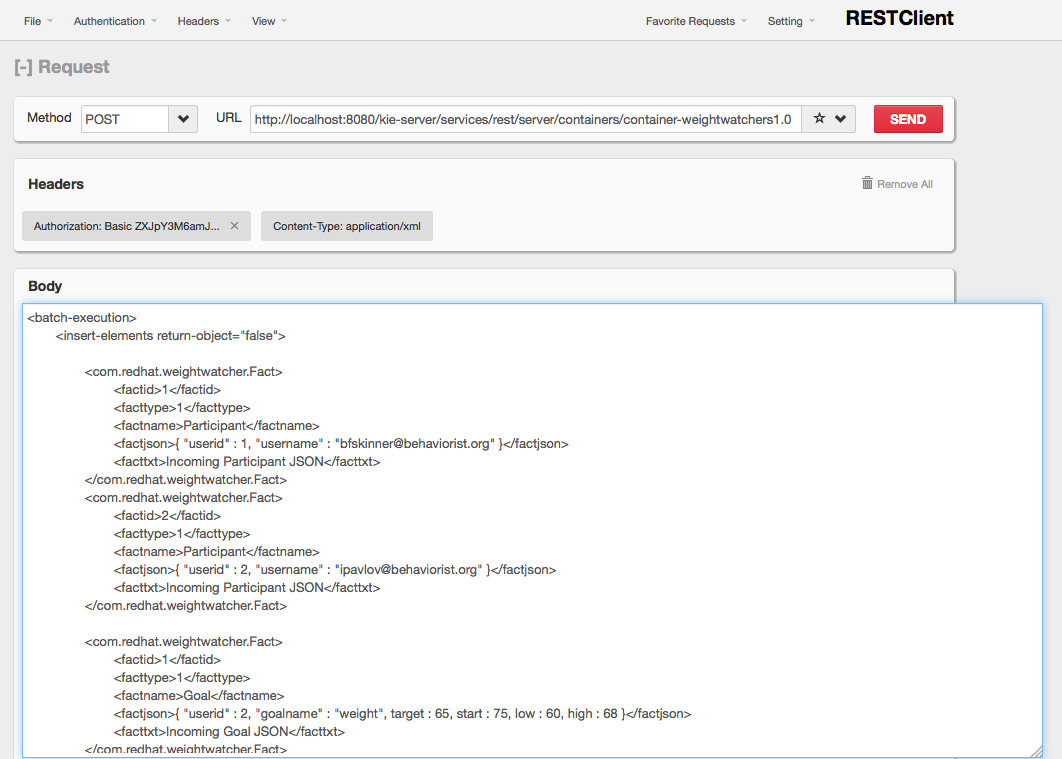 File Authentication Headers View Favorite Requests Setting RESTClient
[-] Request
Method POST URL http://localhost:8080/kie-server/services/rest/server/containers/container-weightwatchers1.0 SEND
Headers Remove All
Authorization: Basic ZXJpY3M6amJ... × Content-Type: application/xml
Body
<batch-execution>
<insert-elements return-object="false">
<com.redhat.weightwatcher.Fact>
<factid>1</factid>
<facttype>1</facttype>
<factname>Participant</factname>
<factjson>{ "userid" : 1, "username" : "bfskinner@behaviorist.org" }</factjson>
<facttxt>Incoming Participant JSON</facttxt>
</com.redhat.weightwatcher.Fact>
<com.redhat.weightwatcher.Fact>
<factid>2</factid>
<facttype>1</facttype>
<factname>Participant</factname>
<factjson>{ "userid" : 2, "username" : "ipavlov@behaviorist.org" }</factjson>
<facttxt>Incoming Participant JSON</facttxt>
</com.redhat.weightwatcher.Fact>
<com.redhat.weightwatcher.Fact>
<factid>1</factid>
<facttype>1</facttype>
<factname>Goal</factname>
<factjson>{ "userid" : 2, "goalname" : "weight", target : 65, start : 75, low : 60, high : 68 }</factjson>
<facttxt>Incoming Goal JSON</facttxt>
</com.redhat.weightwatcher.Fact>